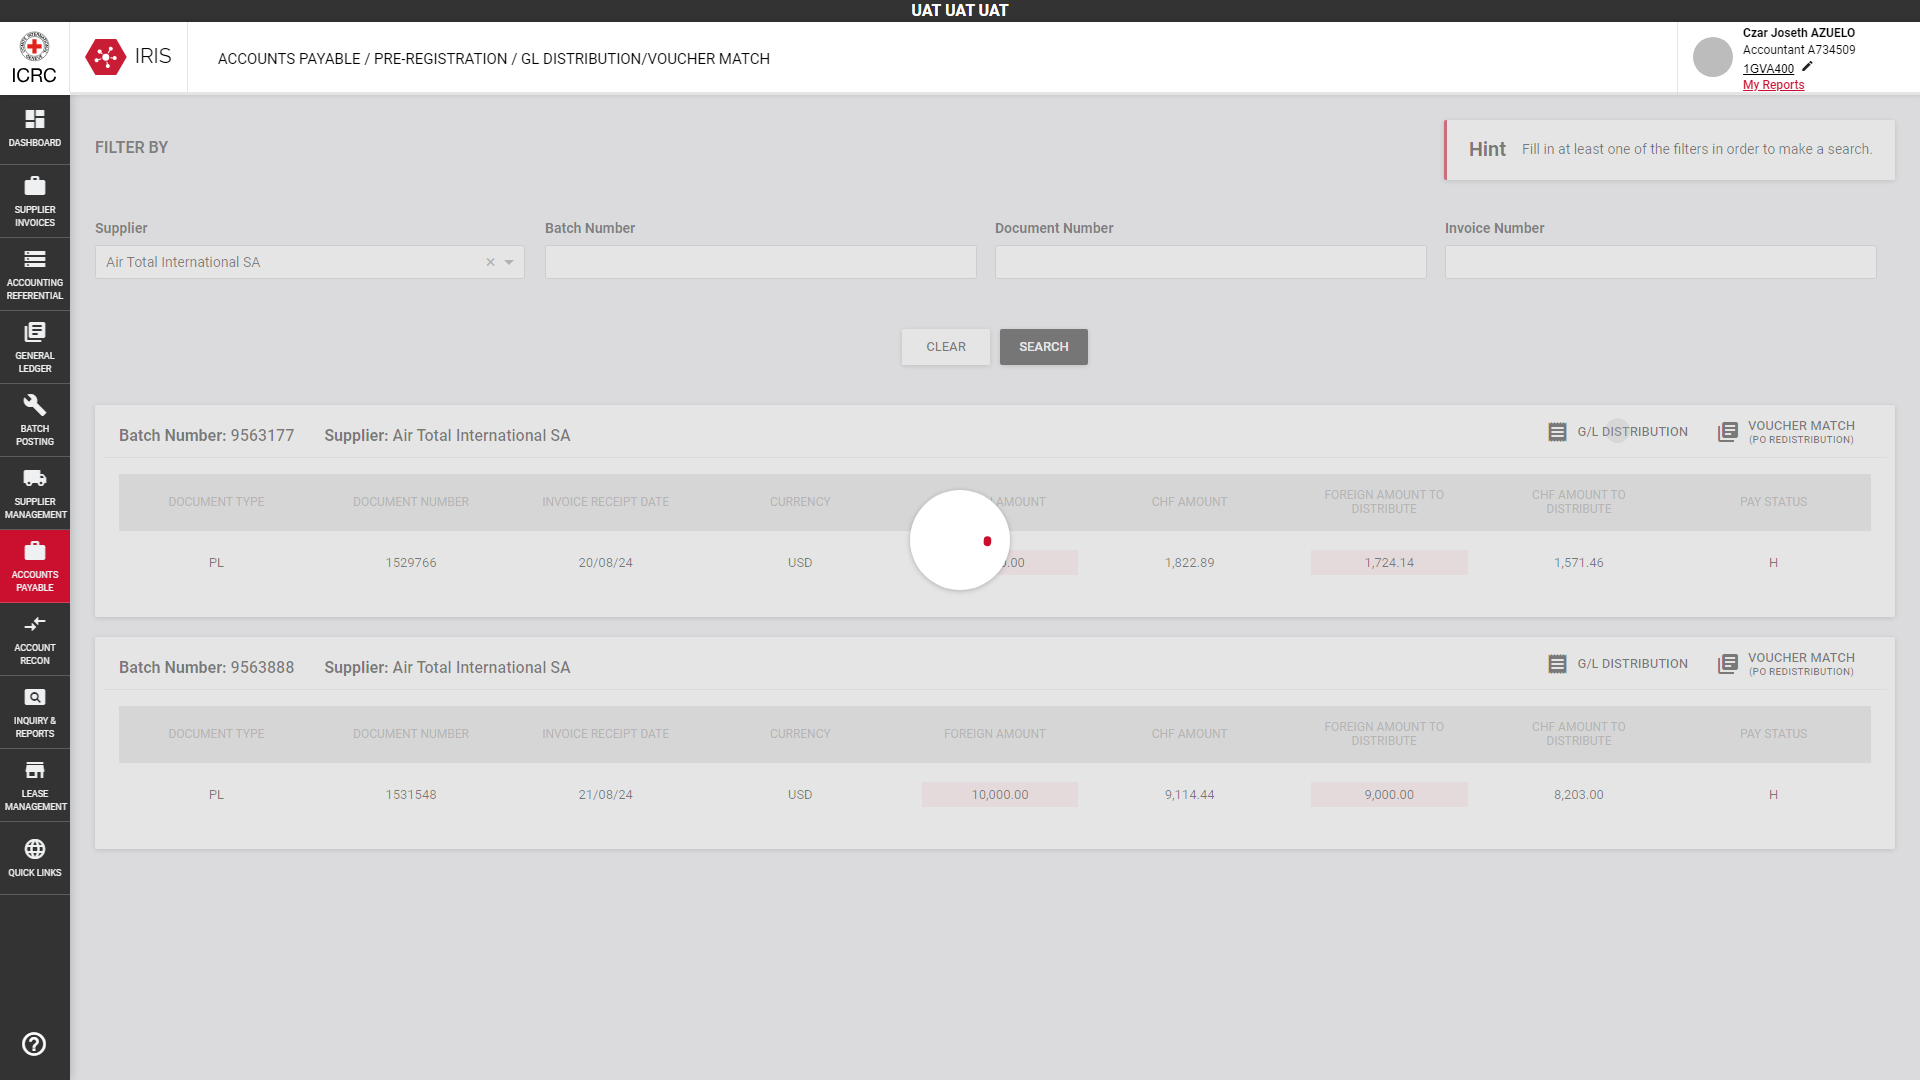 UAT UAT UAT
ICRC
IRIS
ACCOUNTS PAYABLE / PRE-REGISTRATION / GL DISTRIBUTION/VOUCHER MATCH
Czar Joseth AZUELO
Accountant A734509
1GVA400
My Reports
DASHBOARD
SUPPLIER
INVOICES
ACCOUNTING
REFERENTIAL
GENERAL
LEDGER
BATCH
POSTING
SUPPLIER
MANAGEMENT
ACCOUNTS
PAYABLE
ACCOUNT
RECON
INQUIRY &
REPORTS
LEASE
MANAGEMENT
QUICK LINKS
FILTER BY
Hint Fill in at least one of the filters in order to make a search.
Supplier Batch Number Document Number Invoice Number
Air Total International SA
CLEAR SEARCH
Batch Number: 9563177 Supplier: Air Total International SA
G/L DISTRIBUTION
VOUCHER MATCH
(PO REDISTRIBUTION)
DOCUMENT TYPE DOCUMENT NUMBER INVOICE RECEIPT DATE CURRENCY AMOUNT CHF AMOUNT FOREIGN AMOUNT TO DISTRIBUTE CHF AMOUNT TO DISTRIBUTE PAY STATUS
PL 1529766 20/08/24 USD .00 1,822.89 1,724.14 1,571.46 H
Batch Number: 9563888 Supplier: Air Total International SA
G/L DISTRIBUTION
VOUCHER MATCH
(PO REDISTRIBUTION)
DOCUMENT TYPE DOCUMENT NUMBER INVOICE RECEIPT DATE CURRENCY FOREIGN AMOUNT CHF AMOUNT FOREIGN AMOUNT TO DISTRIBUTE CHF AMOUNT TO DISTRIBUTE PAY STATUS
PL 1531548 21/08/24 USD 10,000.00 9,114.44 9,000.00 8,203.00 H